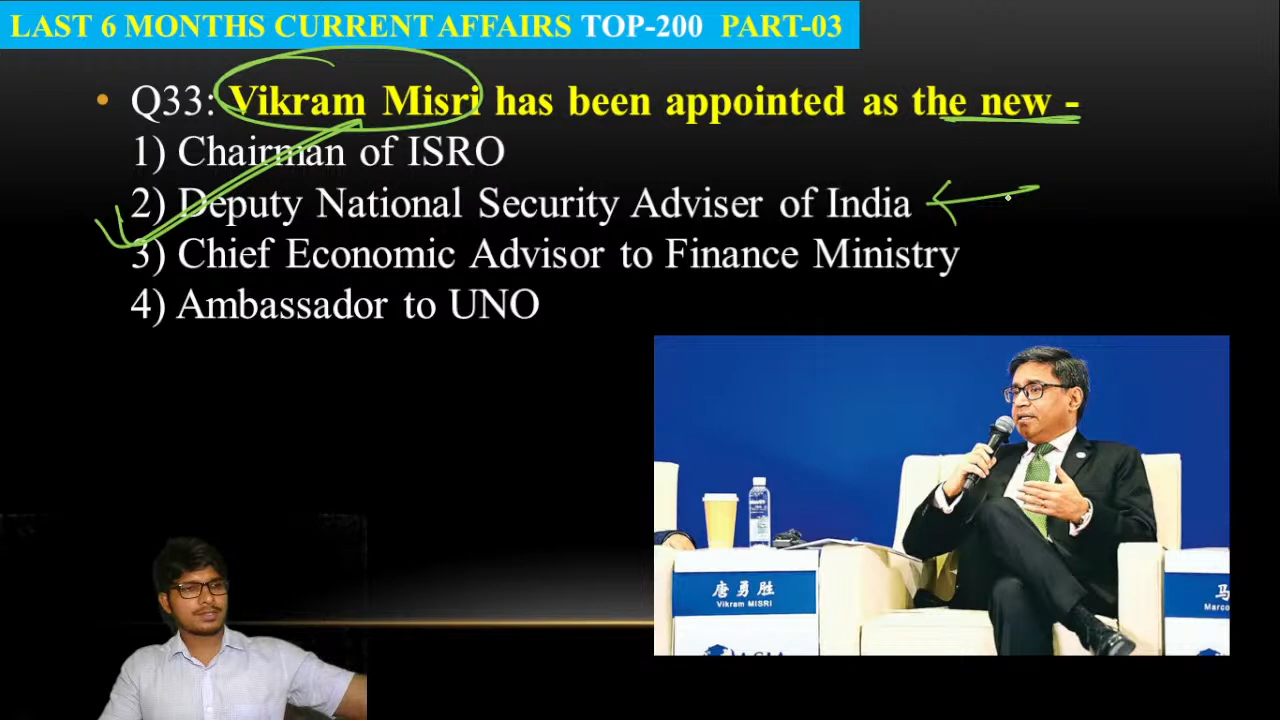 LAST 6 MONTHS CURRENT AFFAIRS TOP-200 PART-03
• Q33: Vikram Misri has been appointed as the new -
1) Chairman of ISRO
2) Deputy National Security Adviser of India
3) Chief Economic Advisor to Finance Ministry
4) Ambassador to UNO
唐勇胜
Vikram MISRI
ASIA
马
Marco